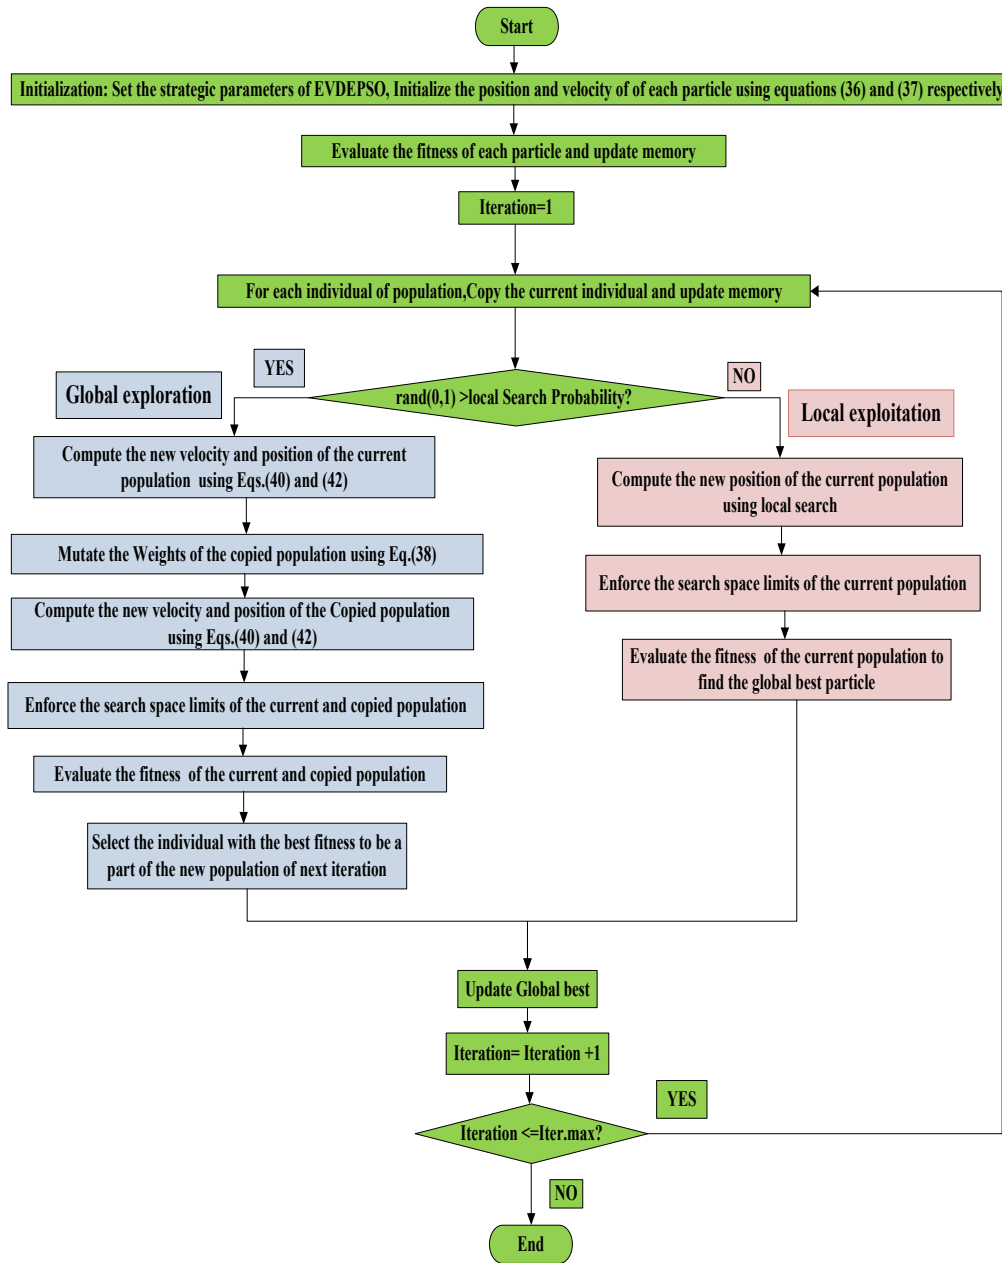 Start
Initialization: Set the strategic parameters of EVDEPSO, Initialize the position and velocity of of each particle using equations (36) and (37) respectively
Evaluate the fitness of each particle and update memory
Iteration=1
For each individual of population,Copy the current individual and update memory
YES
NO
Global exploration
rand(0,1) >local Search Probability?
Local exploitation
Compute the new velocity and position of the current
population using Eqs.(40) and (42)
Mutate the Weights of the copied population using Eq.(38)
Compute the new velocity and position of the Copied population
using Eqs.(40) and (42)
Enforce the search space limits of the current and copied population
Evaluate the fitness of the current and copied population
Select the individual with the best fitness to be a
part of the new population of next iteration
Compute the new position of the current population
using local search
Enforce the search space limits of the current population
Evaluate the fitness of the current population to
find the global best particle
Update Global best
Iteration= Iteration +1
YES
Iteration <=Iter.max?
NO
End